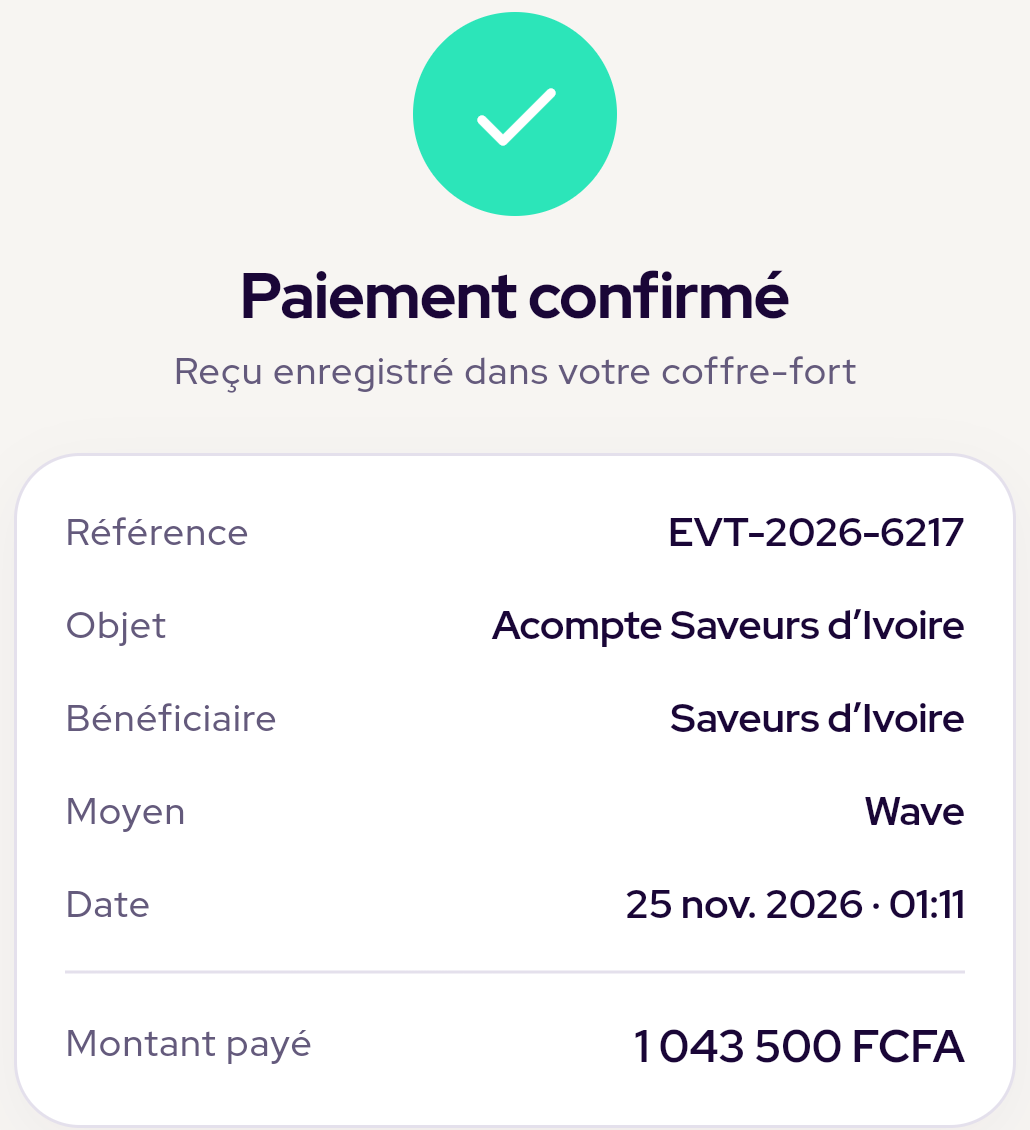 Paiement confirmé
Reçu enregistré dans votre coffre-fort
Référence EVT-2026-6217
Objet Acompte Saveurs d’Ivoire
Bénéficiaire Saveurs d’Ivoire
Moyen Wave
Date 25 nov. 2026 · 01:11
Montant payé 1 043 500 FCFA